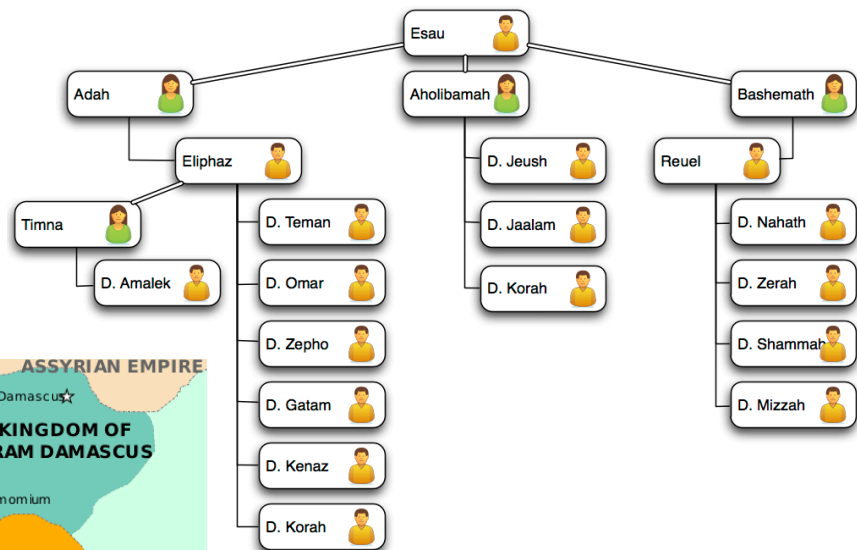 Esau
Adah
Aholibamah
Bashemath
Eliphaz
D. Jeush
Reuel
Timna
D. Teman
D. Jaalam
D. Nahath
D. Amalek
D. Omar
D. Korah
D. Zerah
D. Zepho
D. Shammah
D. Gatam
D. Mizzah
D. Kenaz
D. Korah
ASSYRIAN EMPIRE
Damascus
KINGDOM OF
RAM DAMASCUS
momium